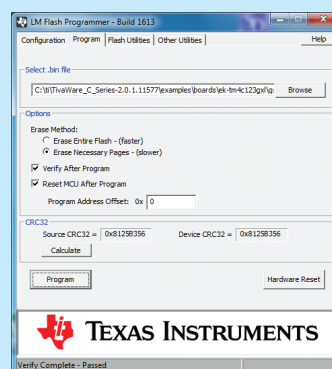 LM Flash Programmer - Build 1613
Configuration Program Flash Utilities Other Utilities Help
Select .bin file
C:\ti\TivaWare_C_Series-2.0.1.11577\examples\boards\ek-tm4c123gxl\q Browse
Options
Erase Method:
Erase Entire Flash - (faster)
Erase Necessary Pages - (slower)
Verify After Program
Reset MCU After Program
Program Address Offset: 0x 0
CRC32
Source CRC32 = 0x8125B356 Device CRC32 = 0x8125B356
Calculate
Program Hardware Reset
TEXAS INSTRUMENTS
Verify Complete - Passed